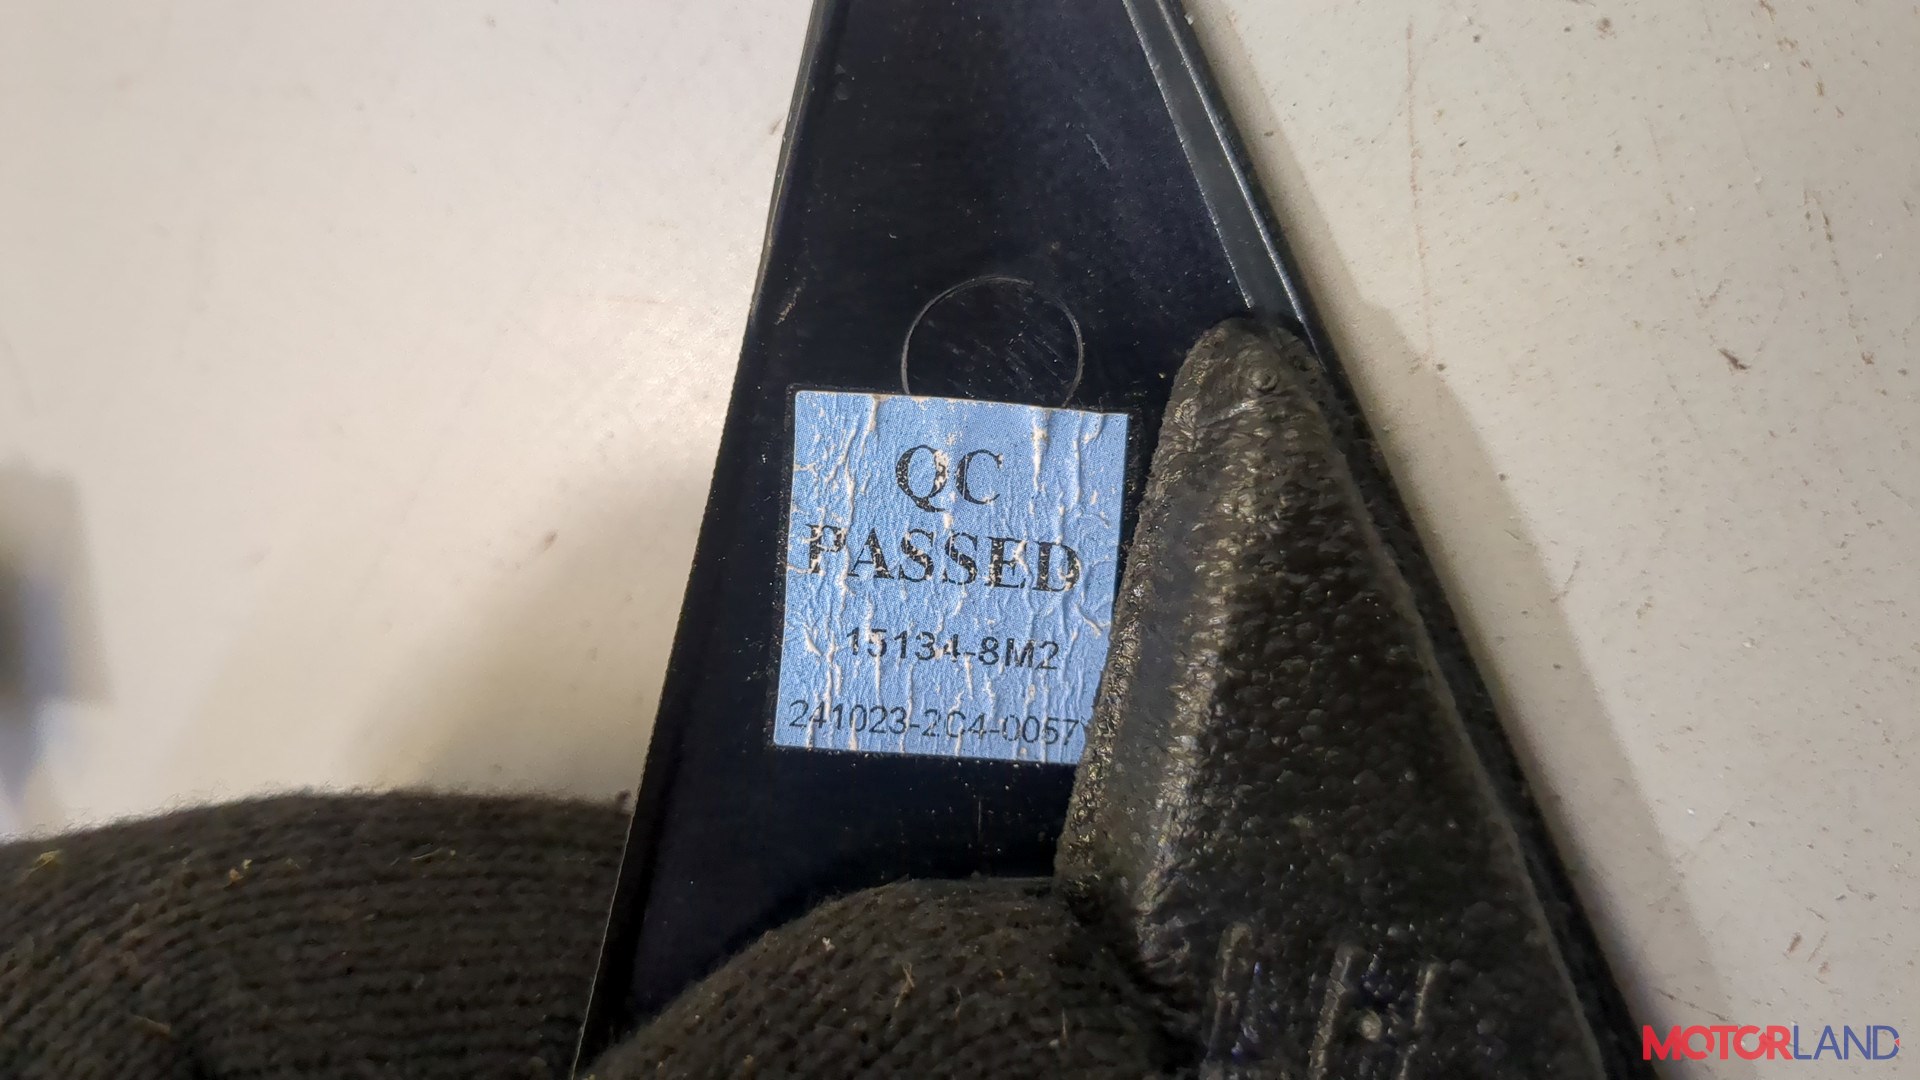 QC
PASSED
15134-8M2
241023-2C4-0057
MOTORLAND